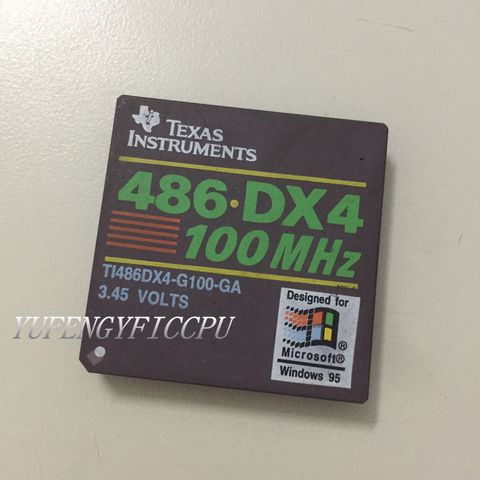 TEXAS
INSTRUMENTS
486·DX4
100MHz
TI486DX4-G100-GA
3.45 VOLTS
YUFENGYFICCPU
Designed for
®
Microsoft®
Windows 95